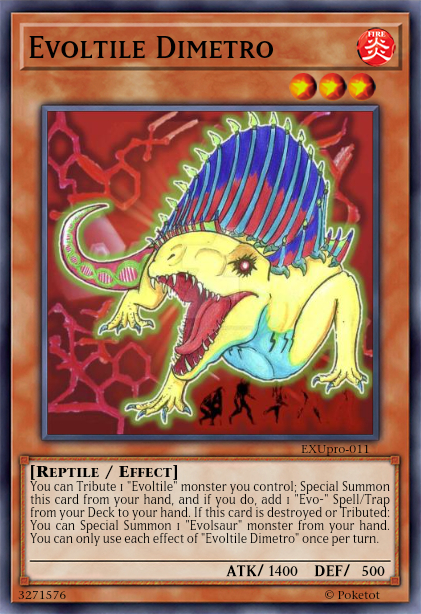 Evoltile Dimetro
FIRE
炎
EXUpro-011
[Reptile / Effect]
You can Tribute 1 "Evoltile" monster you control; Special Summon
this card from your hand, and if you do, add 1 "Evo-" Spell/Trap
from your Deck to your hand. If this card is destroyed or Tributed:
You can Special Summon 1 "Evolsaur" monster from your hand.
You can only use each effect of "Evoltile Dimetro" once per turn.
ATK/ 1400 DEF/ 500
3271576 © Poketot